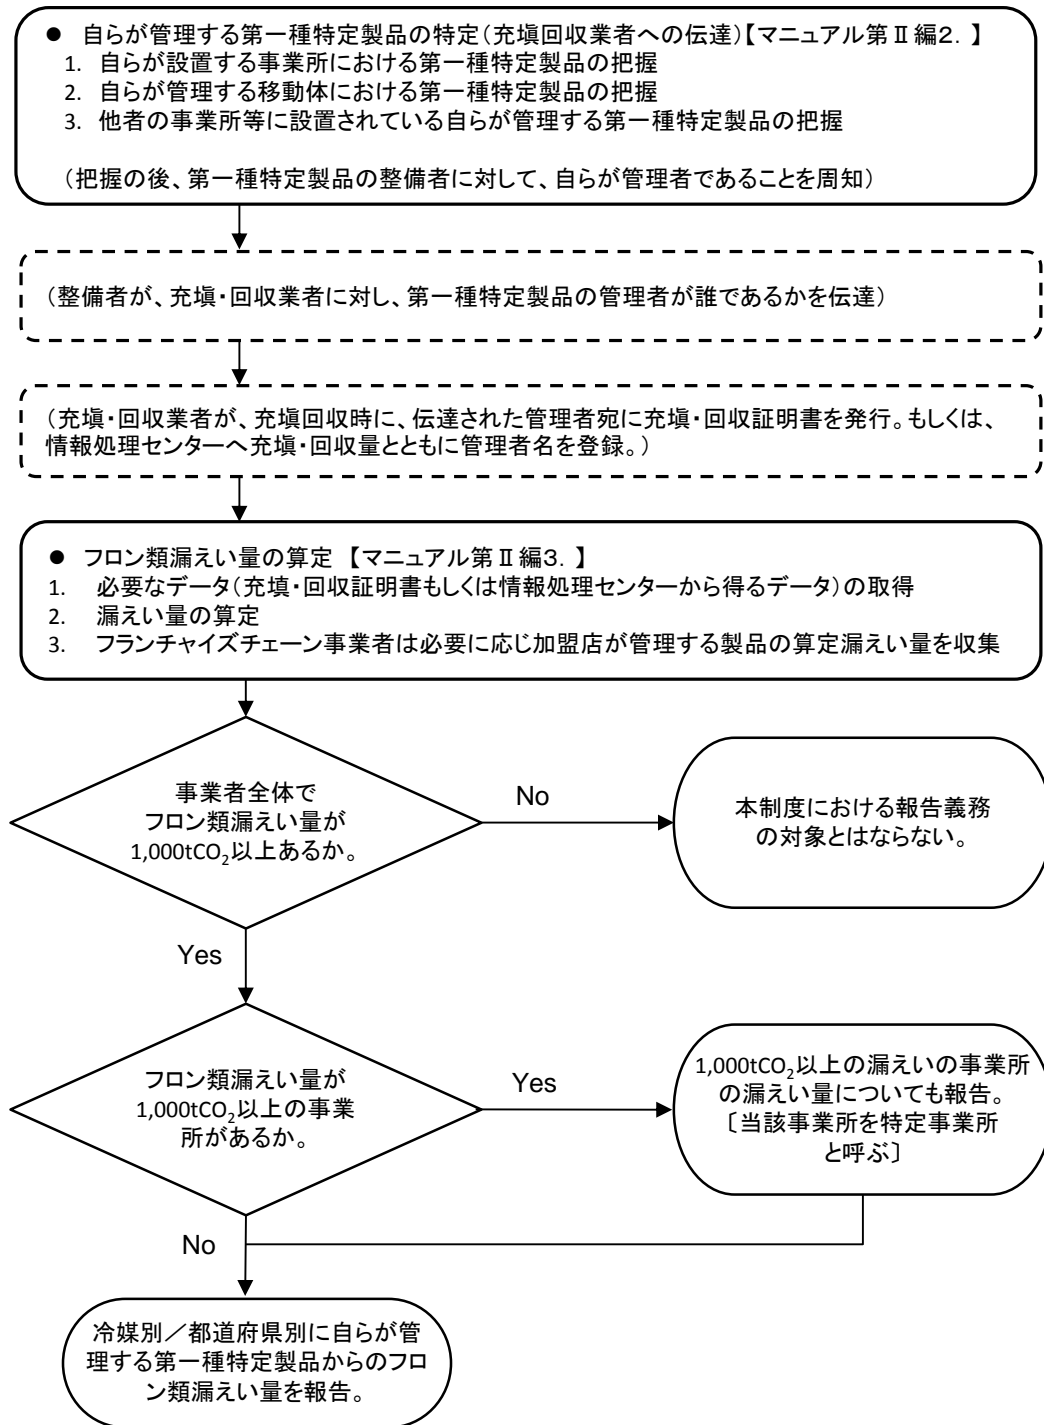 ● 自らが管理する第一種特定製品の特定(充塡回収業者への伝達)【マニュアル第Ⅱ編2．】
1. 自らが設置する事業所における第一種特定製品の把握
2. 自らが管理する移動体における第一種特定製品の把握
3. 他者の事業所等に設置されている自らが管理する第一種特定製品の把握
(把握の後、第一種特定製品の整備者に対して、自らが管理者であることを周知)
(整備者が、充塡・回収業者に対し、第一種特定製品の管理者が誰であるかを伝達)
(充塡・回収業者が、充塡回収時に、伝達された管理者宛に充塡・回収証明書を発行。もしくは、
情報処理センターへ充塡・回収量とともに管理者名を登録。)
● フロン類漏えい量の算定 【マニュアル第Ⅱ編3．】
1. 必要なデータ(充塡・回収証明書もしくは情報処理センターから得るデータ)の取得
2. 漏えい量の算定
3. フランチャイズチェーン事業者は必要に応じ加盟店が管理する製品の算定漏えい量を収集
事業者全体で
フロン類漏えい量が
1,000tCO₂以上あるか。
No
本制度における報告義務
の対象とはならない。
Yes
フロン類漏えい量が
1,000tCO₂以上の事業
所があるか。
Yes
1,000tCO₂以上の漏えいの事業所
の漏えい量についても報告。
〔当該事業所を特定事業所
と呼ぶ〕
No
冷媒別／都道府県別に自らが管
理する第一種特定製品からのフロ
ン類漏えい量を報告。